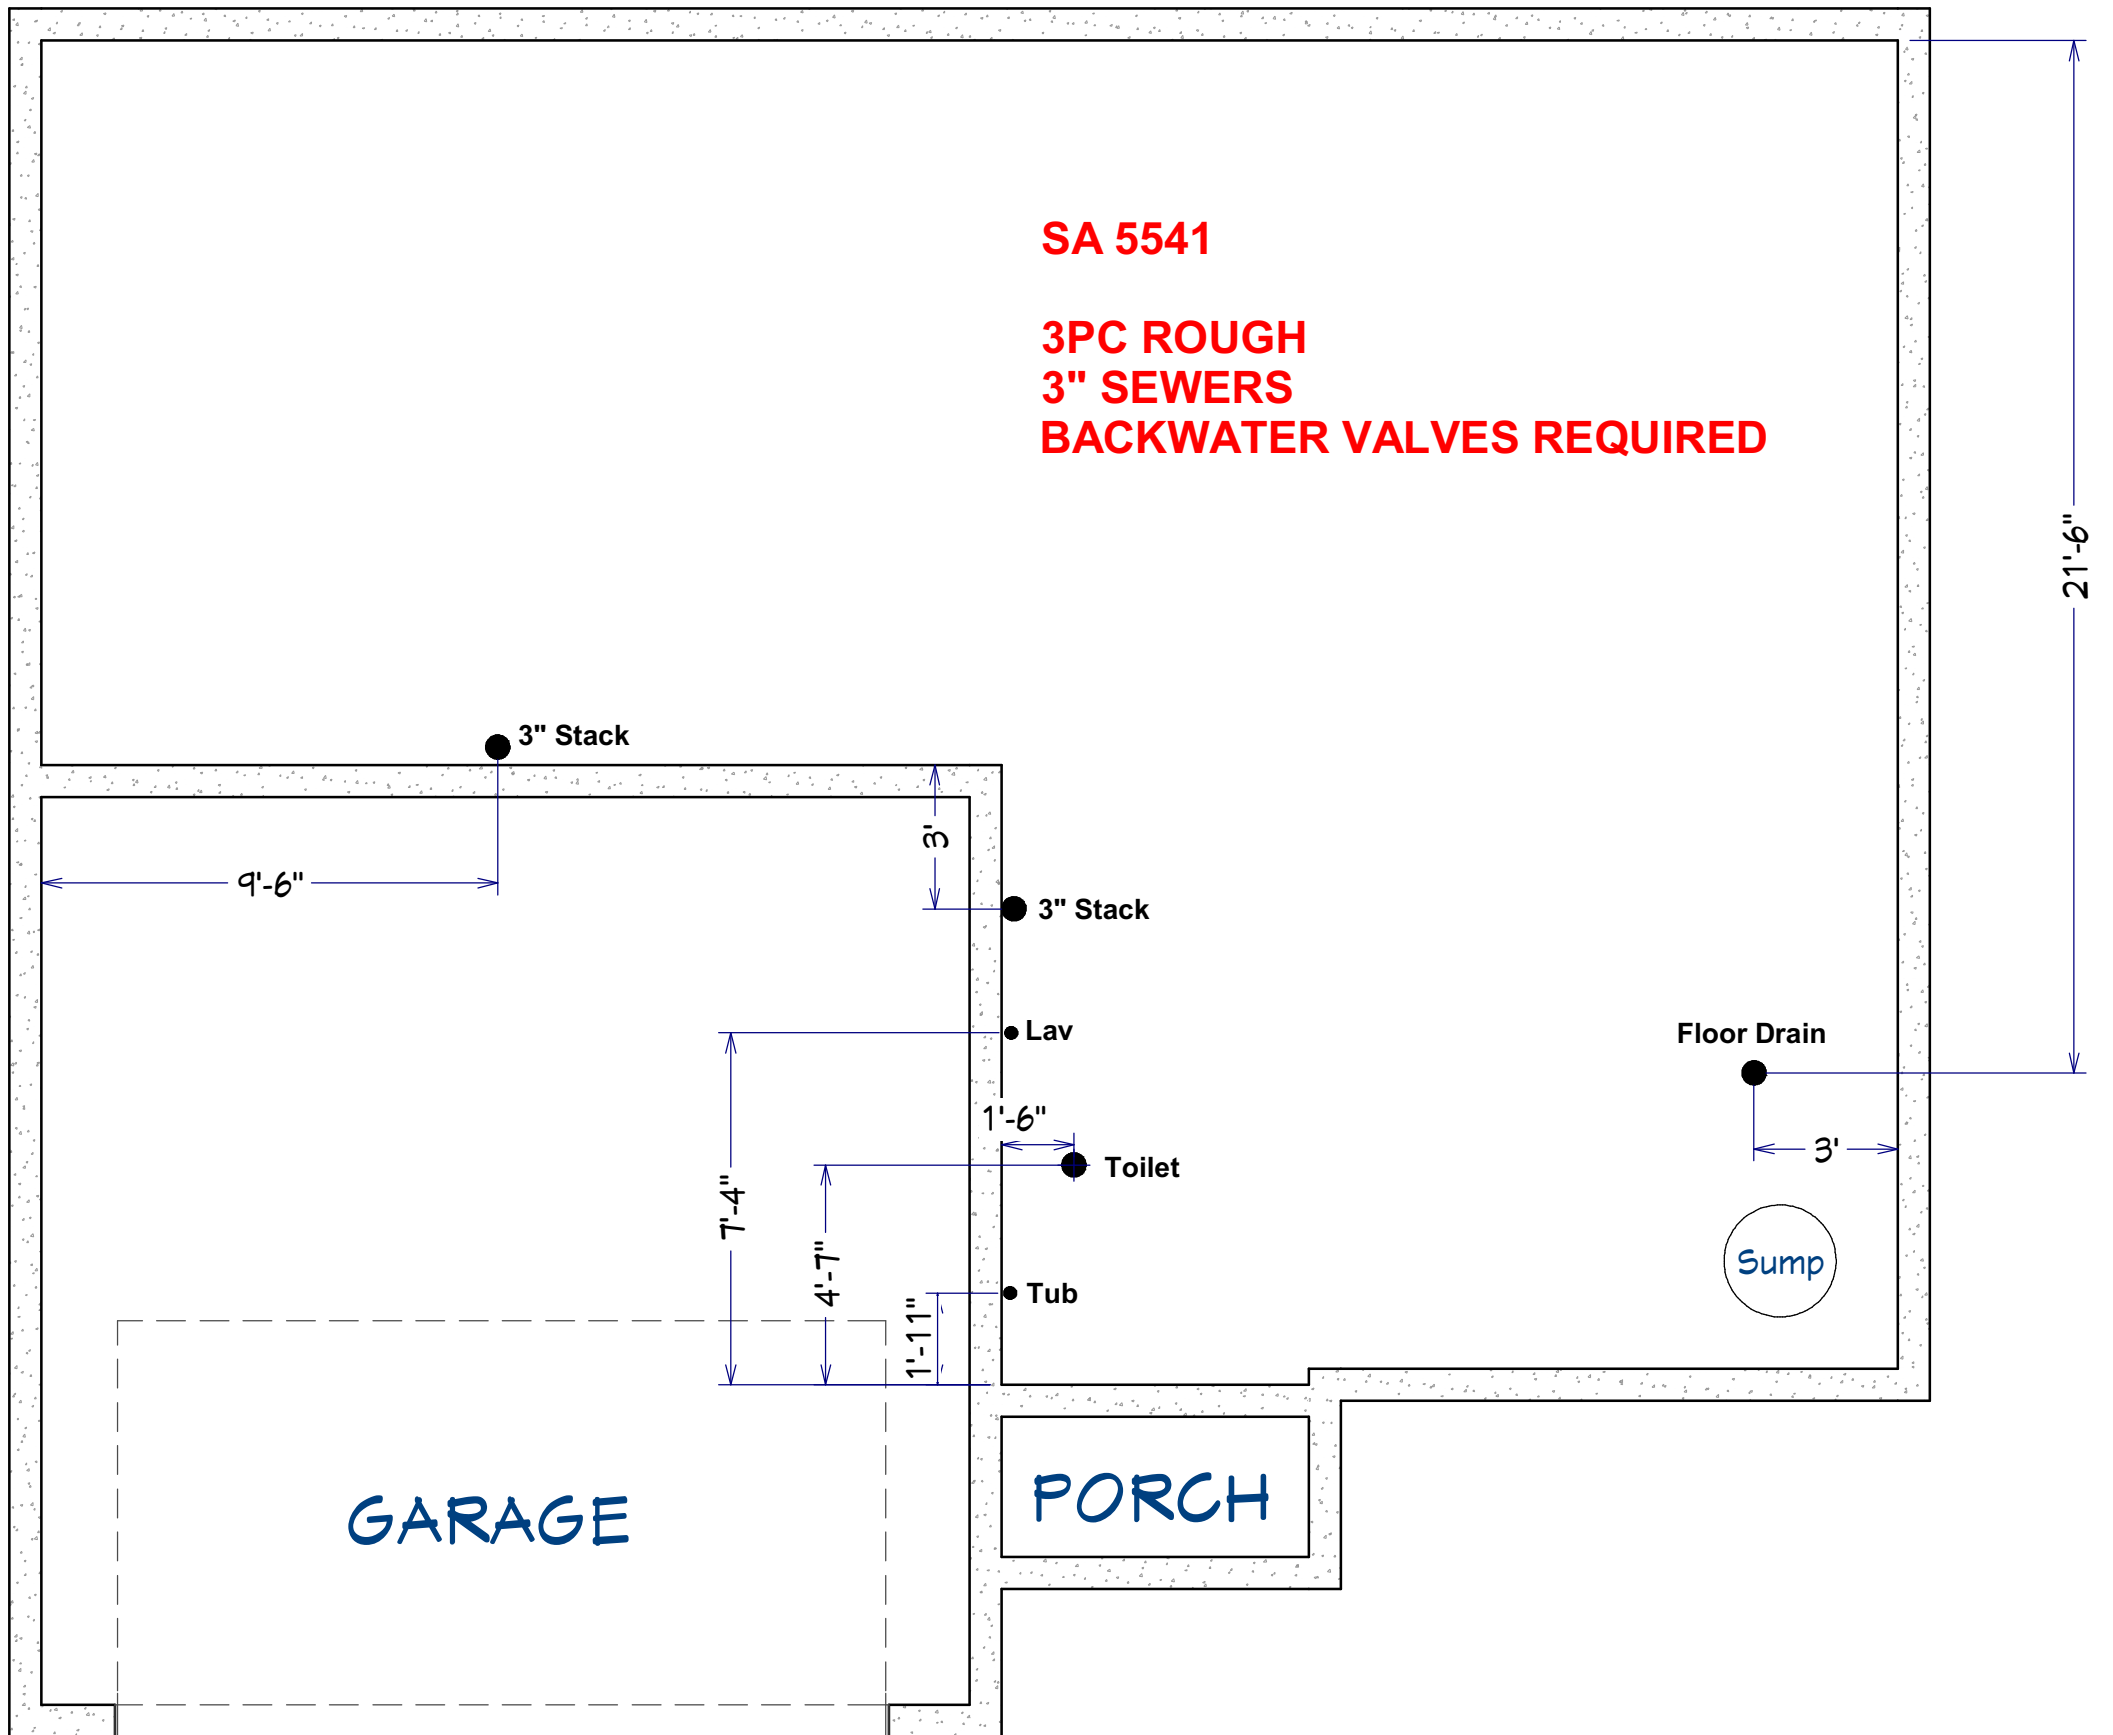 SA 5541
3PC ROUGH
3" SEWERS
BACKWATER VALVES REQUIRED
21'-6"
3" Stack
3'
9'-6"
3" Stack
Lav
Floor Drain
1'-6"
3'
Toilet
7'-4"
4'-7"
Sump
Tub
1'-11"
PORCH
GARAGE